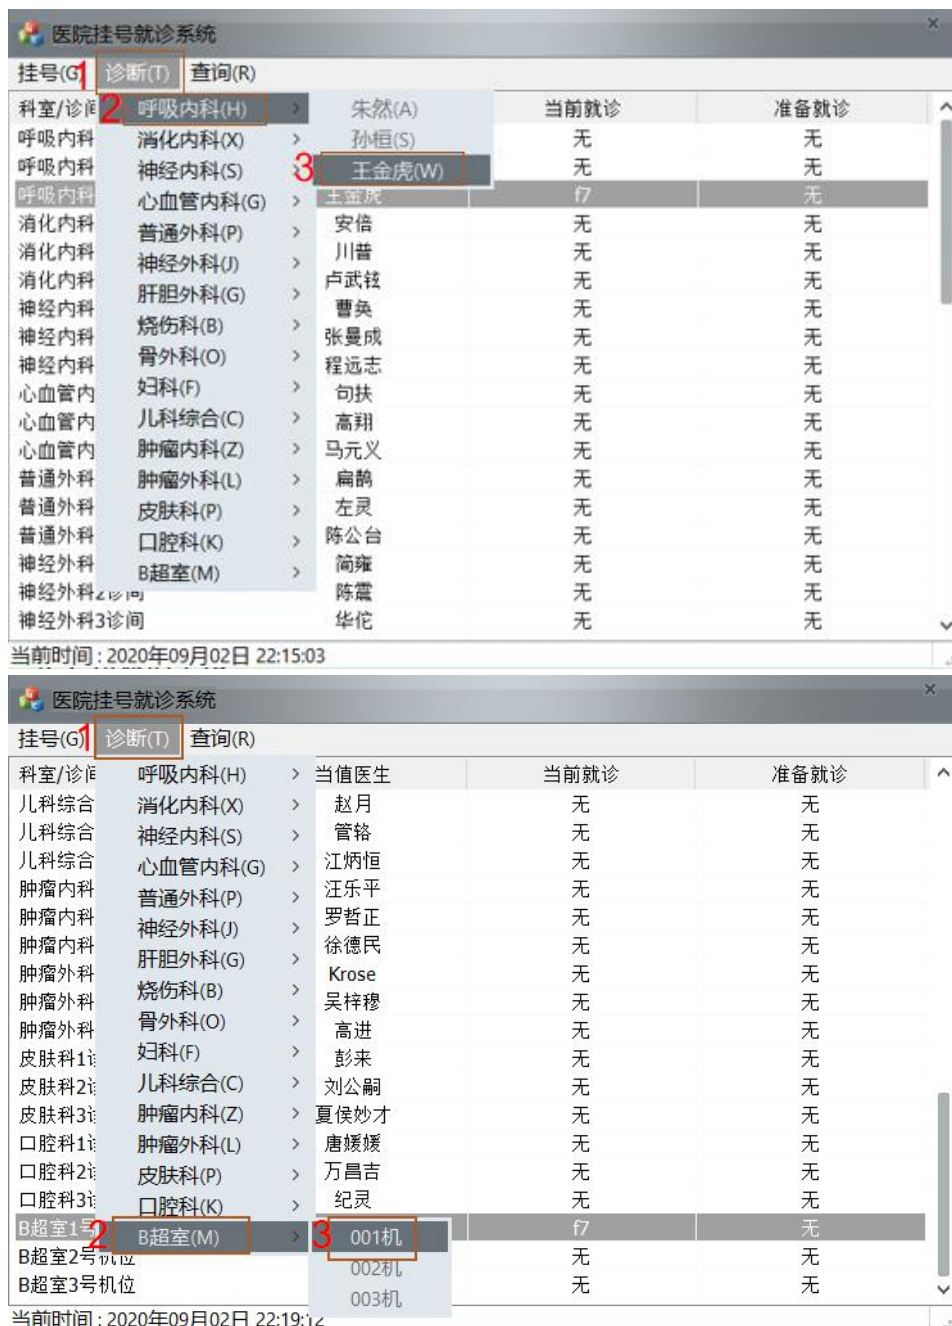 医院挂号就诊系统
挂号(G) 1 诊断(T) 查询(R)
科室/诊间 2 呼吸内科(H) 朱然(A) 当前就诊 准备就诊
呼吸内科 消化内科(X) 孙桓(S) 无 无
呼吸内科 神经内科(S) 3 王金虎(W) 无 无
呼吸内科 心血管内科(G) 王金虎 f7 无
消化内科 普通外科(P) 安倍 无 无
消化内科 神经外科(J) 川普 无 无
消化内科 肝胆外科(G) 卢武铉 无 无
神经内科 烧伤科(B) 曹奂 无 无
神经内科 骨外科(O) 张曼成 无 无
神经内科 程远志 无 无
心血管内 妇科(F) 句扶 无 无
心血管内 儿科综合(C) 高翔 无 无
心血管内 肿瘤内科(Z) 马元义 无 无
普通外科 肿瘤外科(L) 扁鹊 无 无
普通外科 皮肤科(P) 左灵 无 无
普通外科 口腔科(K) 陈公台 无 无
神经外科 B超室(M) 简雍 无 无
神经外科2诊间 陈震 无 无
神经外科3诊间 华佗 无 无
当前时间 : 2020年09月02日 22:15:03
医院挂号就诊系统
挂号(G) 1 诊断(T) 查询(R)
科室/诊间 呼吸内科(H) 当值医生 当前就诊 准备就诊
儿科综合 消化内科(X) 赵月 无 无
儿科综合 神经内科(S) 管辂 无 无
儿科综合 心血管内科(G) 江炳恒 无 无
肿瘤内科 普通外科(P) 汪乐平 无 无
肿瘤内科 神经外科(J) 罗哲正 无 无
肿瘤内科 肝胆外科(G) 徐德民 无 无
肿瘤外科 烧伤科(B) Krose 无 无
肿瘤外科 骨外科(O) 吴梓穆 无 无
肿瘤外科 高进 无 无
皮肤科1 妇科(F) 彭来 无 无
皮肤科2 儿科综合(C) 刘公嗣 无 无
皮肤科3 肿瘤内科(Z) 夏侯妙才 无 无
口腔科1 肿瘤外科(L) 唐媛媛 无 无
口腔科2 皮肤科(P) 万昌吉 无 无
口腔科3 口腔科(K) 纪灵 无 无
B超室1号 2 B超室(M) 3 001机 f7 无
B超室2号机位 002机 无 无
B超室3号机位 003机 无 无
当前时间 : 2020年09月02日 22:19:12